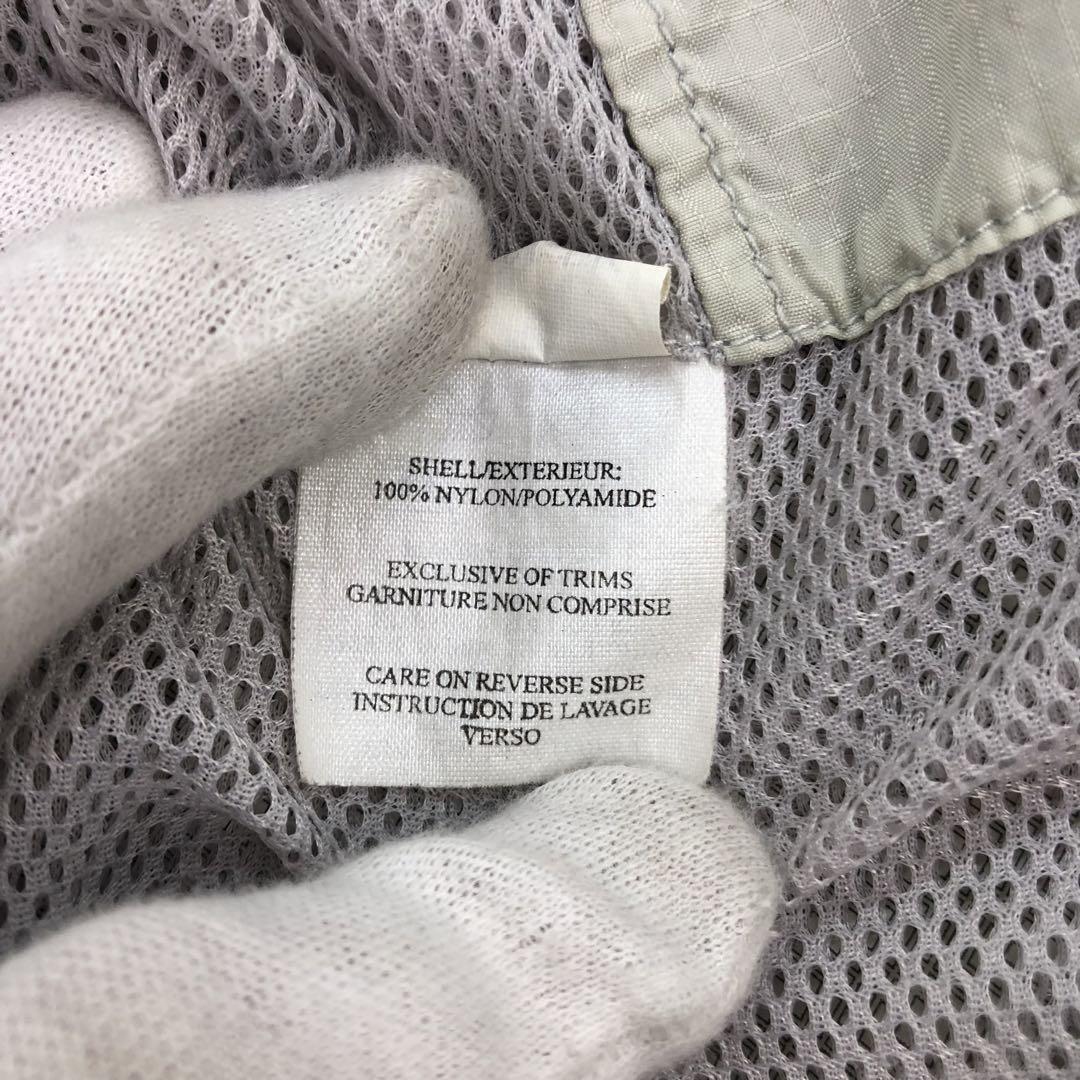 SHELL/EXTERIEUR:
100% NYLON/POLYAMIDE
EXCLUSIVE OF TRIMS
GARNITURE NON COMPRISE
CARE ON REVERSE SIDE
INSTRUCTION DE LAVAGE
VERSO